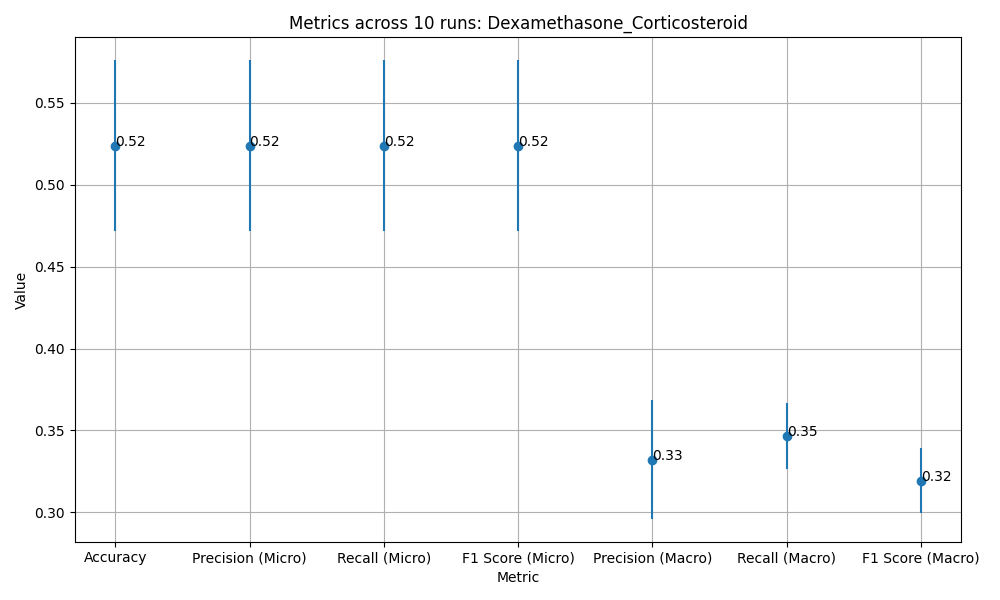 Metrics across 10 runs: Dexamethasone_Corticosteroid
Value
0.55
0.50
0.45
0.40
0.35
0.30
0.52
0.52
0.52
0.52
0.33
0.35
0.32
Accuracy
Precision (Micro)
Recall (Micro)
F1 Score (Micro)
Precision (Macro)
Recall (Macro)
F1 Score (Macro)
Metric